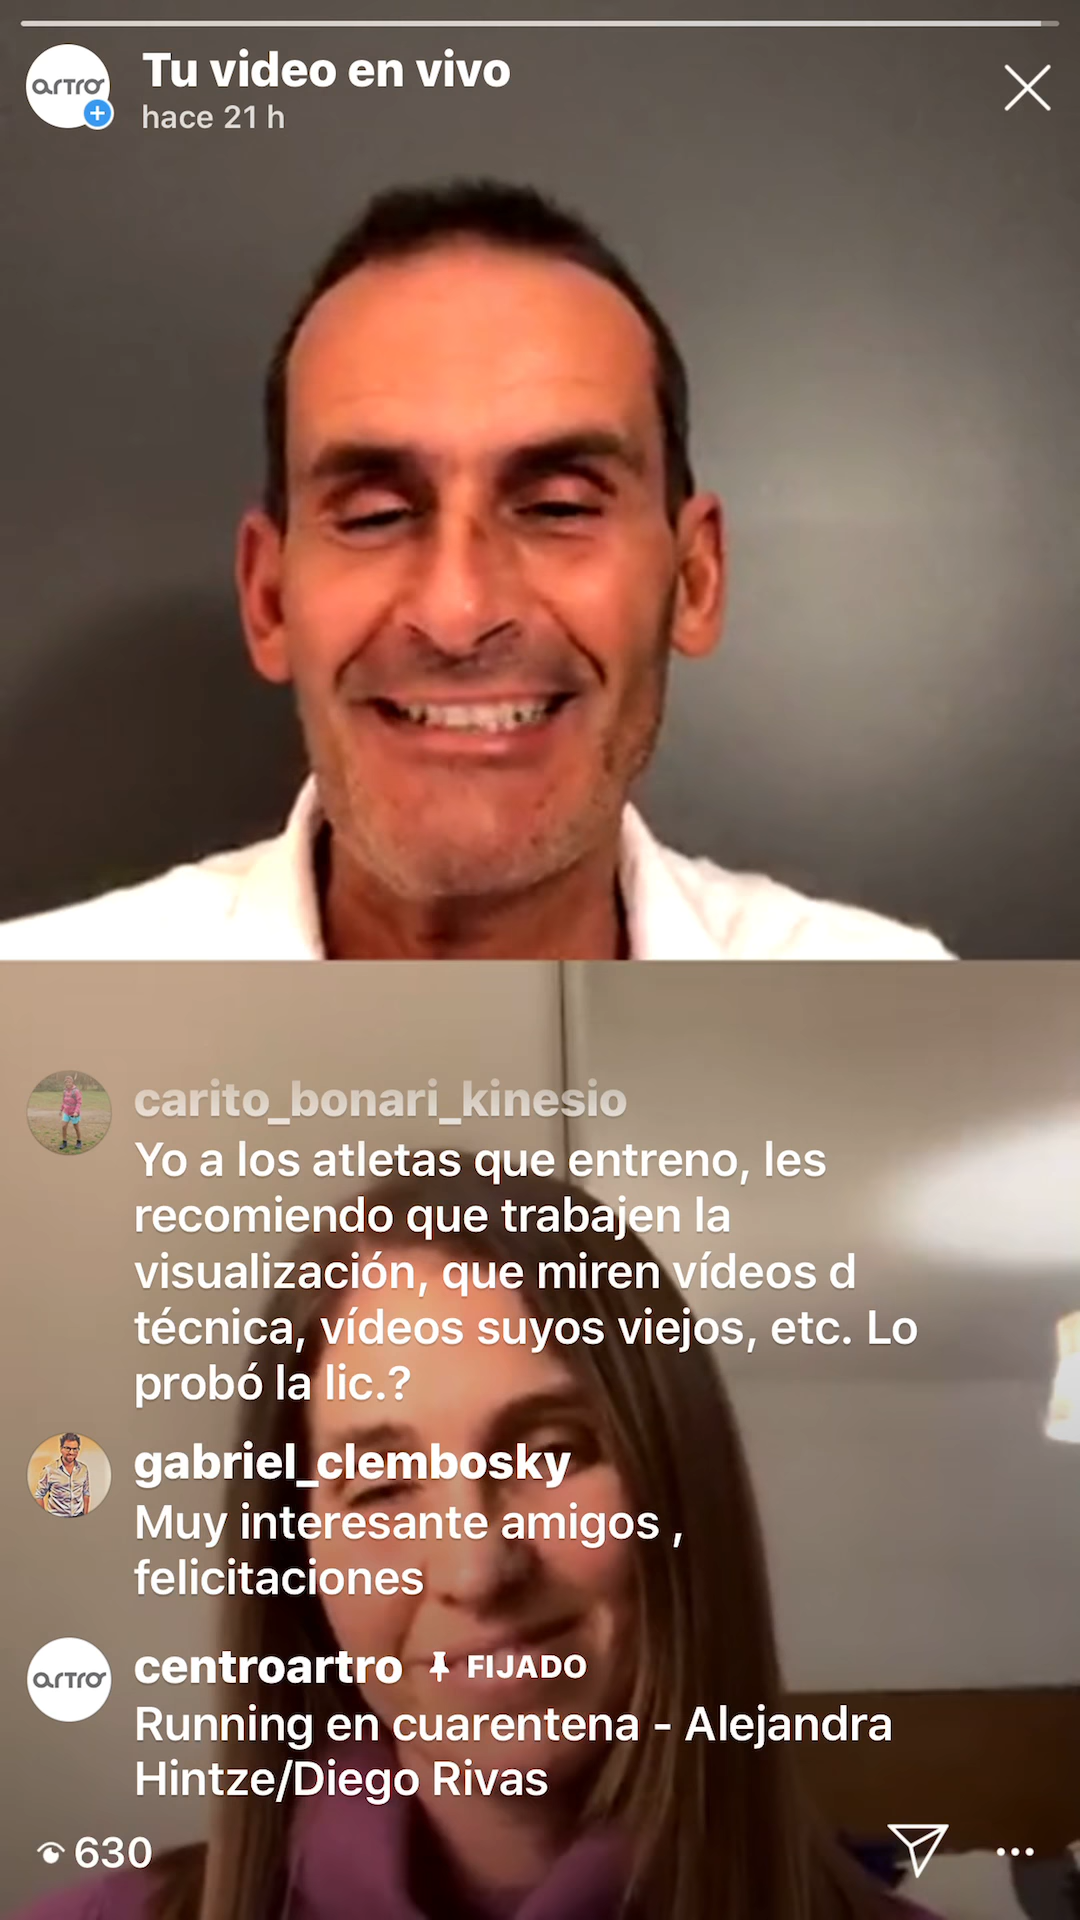 artro
Tu video en vivo
hace 21 h
carito_bonari_kinesio
Yo a los atletas que entreno, les
recomiendo que trabajen la
visualización, que miren vídeos d
técnica, vídeos suyos viejos, etc. Lo
probó la lic.?
gabriel_clembosky
Muy interesante amigos ,
felicitaciones
artro
centroartro FIJADO
Running en cuarentena - Alejandra
Hintze/Diego Rivas
630